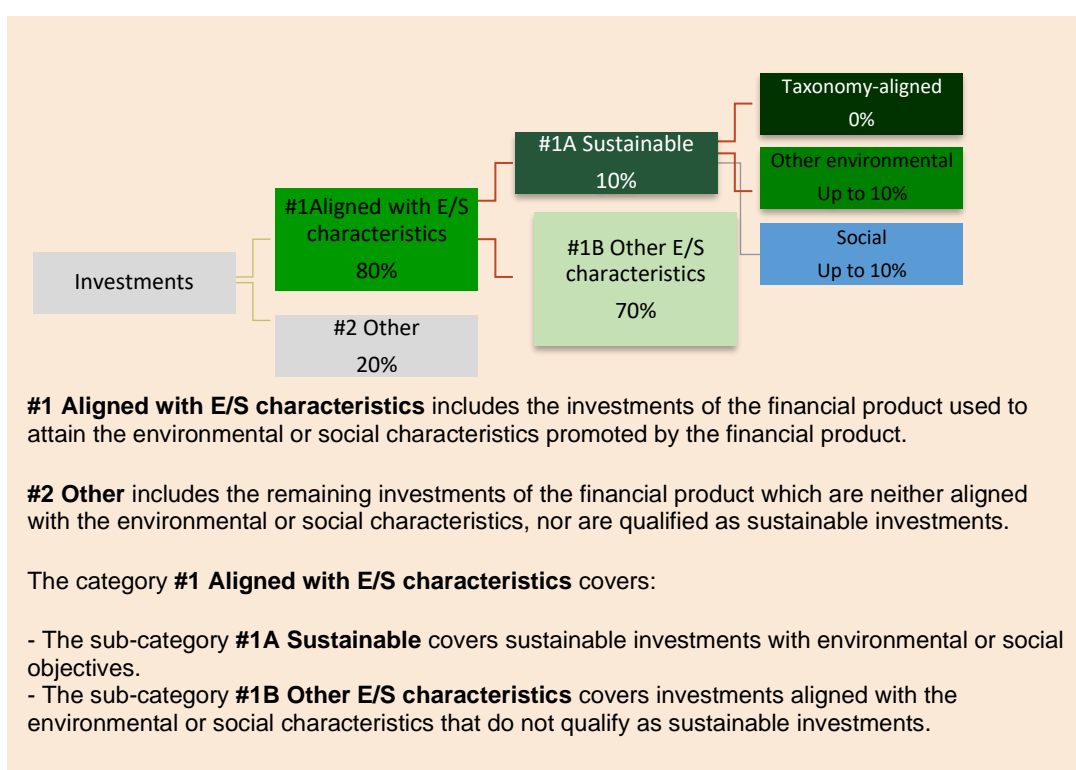 Investments
#1Aligned with E/S
characteristics
80%
#2 Other
20%
#1A Sustainable
10%
#1B Other E/S
characteristics
70%
Taxonomy-aligned
0%
Other environmental
Up to 10%
Social
Up to 10%
#1 Aligned with E/S characteristics includes the investments of the financial product used to
attain the environmental or social characteristics promoted by the financial product.
#2 Other includes the remaining investments of the financial product which are neither aligned
with the environmental or social characteristics, nor are qualified as sustainable investments.
The category #1 Aligned with E/S characteristics covers:
- The sub-category #1A Sustainable covers sustainable investments with environmental or social
objectives.
- The sub-category #1B Other E/S characteristics covers investments aligned with the
environmental or social characteristics that do not qualify as sustainable investments.